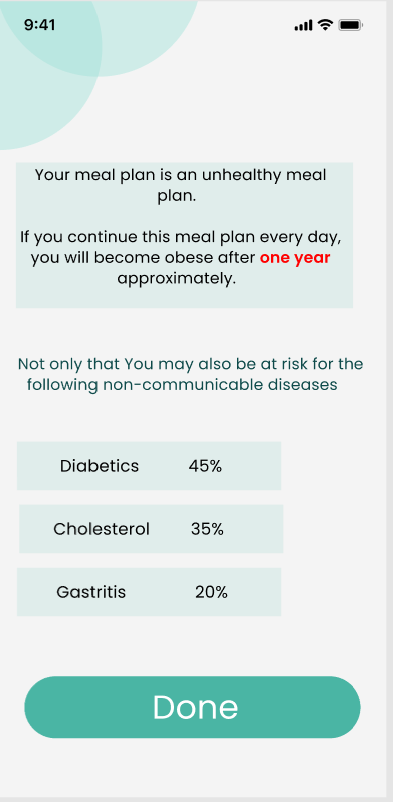 9:41
Your meal plan is an unhealthy meal
plan.
If you continue this meal plan every day,
you will become obese after one year
approximately.
Not only that You may also be at risk for the
following non-communicable diseases
Diabetics 45%
Cholesterol 35%
Gastritis 20%
Done